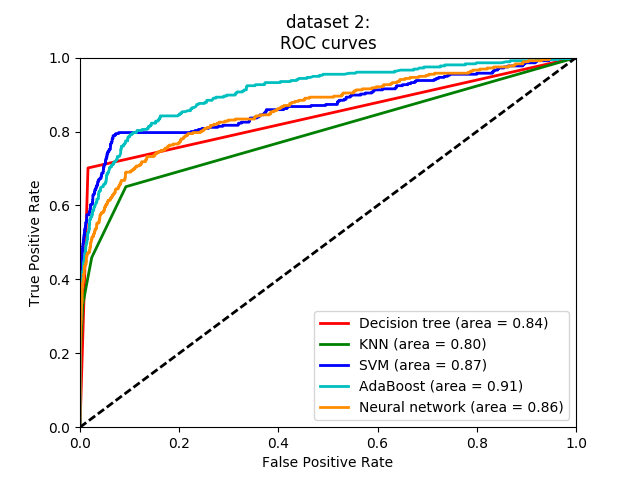 dataset 2:
ROC curves
True Positive Rate
1.0
0.8
0.6
0.4
0.2
0.0
Decision tree (area = 0.84)
KNN (area = 0.80)
SVM (area = 0.87)
AdaBoost (area = 0.91)
Neural network (area = 0.86)
0.0 0.2 0.4 0.6 0.8 1.0
False Positive Rate